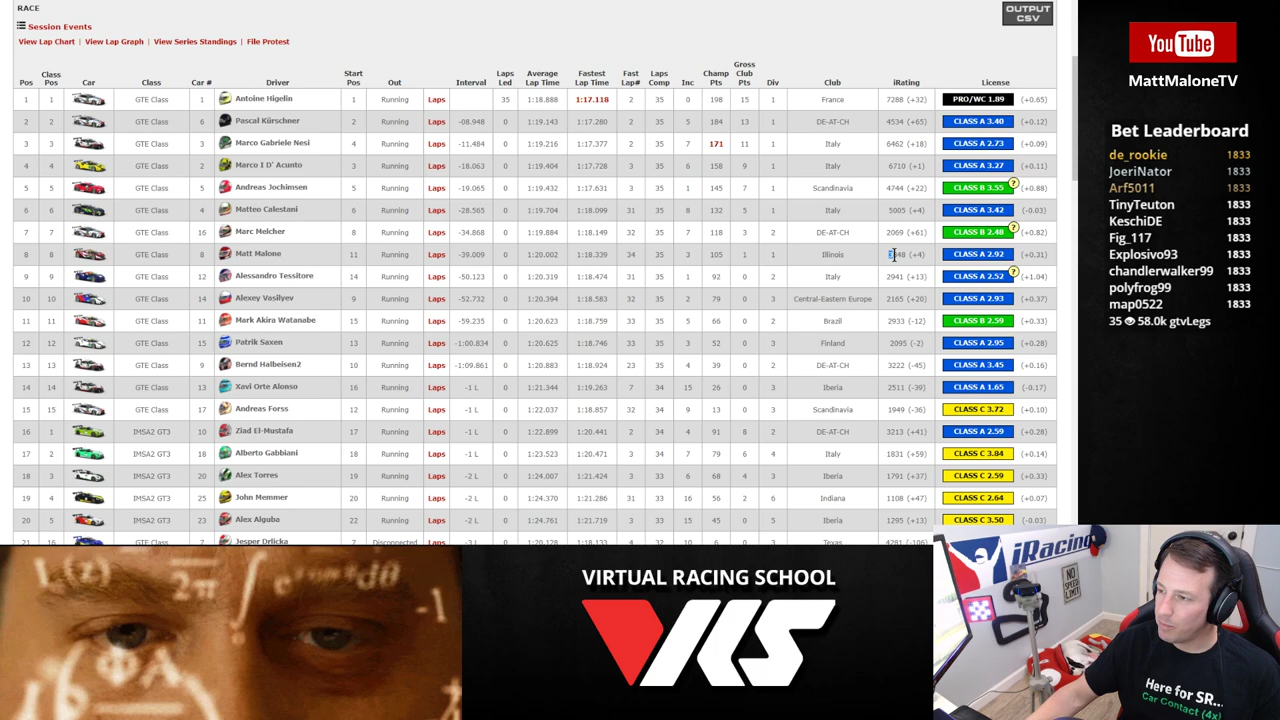 RACE
OUTPUT CSV
Session Events
View Lap Chart | View Lap Graph | View Series Standings | File Protest
Pos Class Pos Car Class Car # Driver Start Pos Out Interval Laps Led Average Lap Time Fastest Lap Time Fast Lap# Laps Comp Inc Champ Pts Gross Club Pts Div Club iRating License
1 1 GTE Class 1 Antoine Higelin 1 Running Laps 35 1:18.888 1:17.118 2 35 0 198 15 1 France 7288 (+32) PRO/WC 1.89 (+0.65)
2 2 GTE Class 6 Pascal Kürschner 2 Running Laps -08.948 0 1:19.143 1:17.280 2 35 5 184 13 1 DE-AT-CH 4534 (+65) CLASS A 3.40 (+0.12)
3 3 GTE Class 3 Marco Gabriele Nesi 4 Running Laps -11.484 0 1:19.216 1:17.377 2 35 7 171 11 1 Italy 6462 (+18) CLASS A 2.73 (+0.09)
4 4 GTE Class 2 Marco I D' Acunto 3 Running Laps -18.063 0 1:19.404 1:17.728 3 35 6 158 9 1 Italy 6710 (+1) CLASS A 3.27 (+0.11)
5 5 GTE Class 5 Andreas Jochimsen 5 Running Laps -19.065 0 1:19.432 1:17.631 3 35 1 145 7 1 Scandinavia 4744 (+22) CLASS B 3.55 ? (+0.88)
6 6 GTE Class 4 Matteo Calestani 6 Running Laps -28.565 0 1:19.704 1:18.099 31 35 8 132 5 1 Italy 5005 (+4) CLASS A 3.42 (-0.03)
7 7 GTE Class 16 Marc Melcher 8 Running Laps -34.868 0 1:19.884 1:18.149 32 35 7 118 3 2 DE-AT-CH 2069 (+61) CLASS B 2.48 ? (+0.82)
8 8 GTE Class 8 Matt Malone 11 Running Laps -39.009 0 1:20.002 1:18.339 34 35 3 105 1 1 Illinois (+4) CLASS A 2.92 (+0.31)
9 9 GTE Class 12 Alessandro Tessitore 14 Running Laps -50.123 0 1:20.319 1:18.474 31 35 1 92 0 2 Italy 2941 (+13) CLASS A 2.52 ? (+1.04)
10 10 GTE Class 14 Alexey Vasilyev 9 Running Laps -52.732 0 1:20.394 1:18.583 32 35 2 79 0 3 Central-Eastern Europe 2165 (+20) CLASS A 2.93 (+0.37)
11 11 GTE Class 11 Mark Akira Watanabe 15 Running Laps -59.235 0 1:20.623 1:18.759 33 35 5 66 0 2 Brazil 2933 (-12) CLASS B 2.59 (+0.33)
12 12 GTE Class 15 Patrik Saxen 13 Running Laps -1:00.834 0 1:20.625 1:18.746 33 35 3 52 0 3 Finland 2095 (-2) CLASS A 2.95 (+0.28)
13 13 GTE Class 9 Bernd Halbeisen2 10 Running Laps -1:09.861 0 1:20.883 1:18.924 23 35 4 39 0 2 DE-AT-CH 3222 (-45) CLASS A 3.45 (+0.16)
14 14 GTE Class 13 Xavi Orte Alonso 16 Running Laps -1 L 0 1:21.344 1:19.263 7 34 15 26 0 3 Iberia 2511 (-39) CLASS A 1.65 (-0.17)
15 15 GTE Class 17 Andreas Forss 12 Running Laps -1 L 0 1:22.037 1:18.857 32 34 9 13 0 3 Scandinavia 1949 (-36) CLASS C 3.72 (+0.10)
16 1 IMSA2 GT3 10 Ziad El-Mustafa 17 Running Laps -1 L 0 1:22.899 1:20.441 2 34 4 91 8 DE-AT-CH 3213 (+41) CLASS A 2.59 (+0.28)
17 2 IMSA2 GT3 18 Alberto Gabbiani 18 Running Laps -1 L 0 1:23.520 1:20.471 3 34 7 79 6 4 Italy 1831 (+59) CLASS C 3.84 (+0.14)
18 3 IMSA2 GT3 20 Alex Torres 19 Running Laps -2 L 0 1:24.007 1:21.424 3 33 6 68 4 3 Iberia 1791 (+37) CLASS C 2.59 (+0.33)
19 4 IMSA2 GT3 25 John Memmer 20 Running Laps -2 L 0 1:24.370 1:21.286 31 33 16 56 2 Indiana 1108 (+47) CLASS C 2.64 (+0.07)
20 5 IMSA2 GT3 23 Alex Alguba 22 Running Laps -2 L 0 1:24.761 1:21.719 3 33 15 45 0 5 Iberia 1295 (+13) CLASS C 3.50 (-0.03)
21 16 GTE Class 7 Jesper Drlicka 7 Disconnected Laps -3 L 0 1:20.128 1:18.133 4 32 10 6 0 3 Texas 4281 (-106)
YouTube
MattMaloneTV
Bet Leaderboard
de_rookie 1833
JoeriNator 1833
Arf5011 1833
TinyTeuton 1833
KeschiDE 1833
Fig_117 1833
Explosivo93 1833
chandlerwalker99 1833
polyfrog99 1833
map0522 1833
35 58.0k gtvLegs
VIRTUAL RACING SCHOOL
VRS
iRacing
NO SPEED LIMIT
Here for SR...
Car Contact (4x)